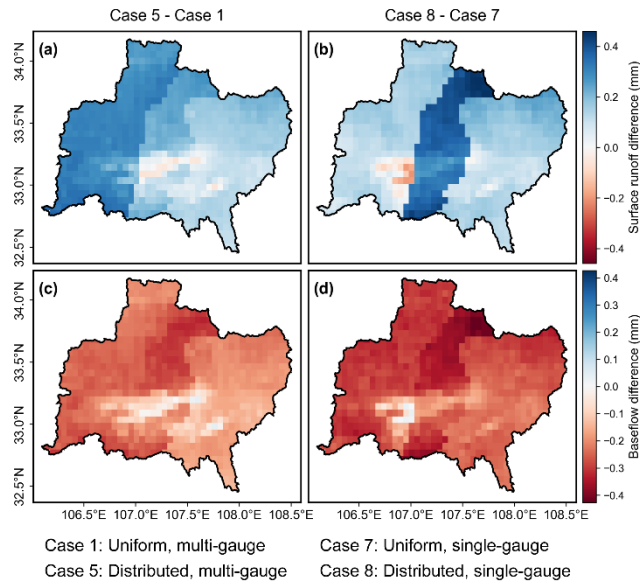 Case 5 - Case 1
Case 8 - Case 7
(a)
(b)
34.0°N
33.5°N
33.0°N
32.5°N
0.4
0.2
0.0
−0.2
−0.4
Surface runoff difference (mm)
(c)
(d)
34.0°N
33.5°N
33.0°N
32.5°N
0.4
0.3
0.2
0.1
0.0
−0.1
−0.2
−0.3
−0.4
Baseflow difference (mm)
106.5°E 107.0°E 107.5°E 108.0°E 108.5°E
106.5°E 107.0°E 107.5°E 108.0°E 108.5°E
Case 1: Uniform, multi-gauge
Case 7: Uniform, single-gauge
Case 5: Distributed, multi-gauge
Case 8: Distributed, single-gauge